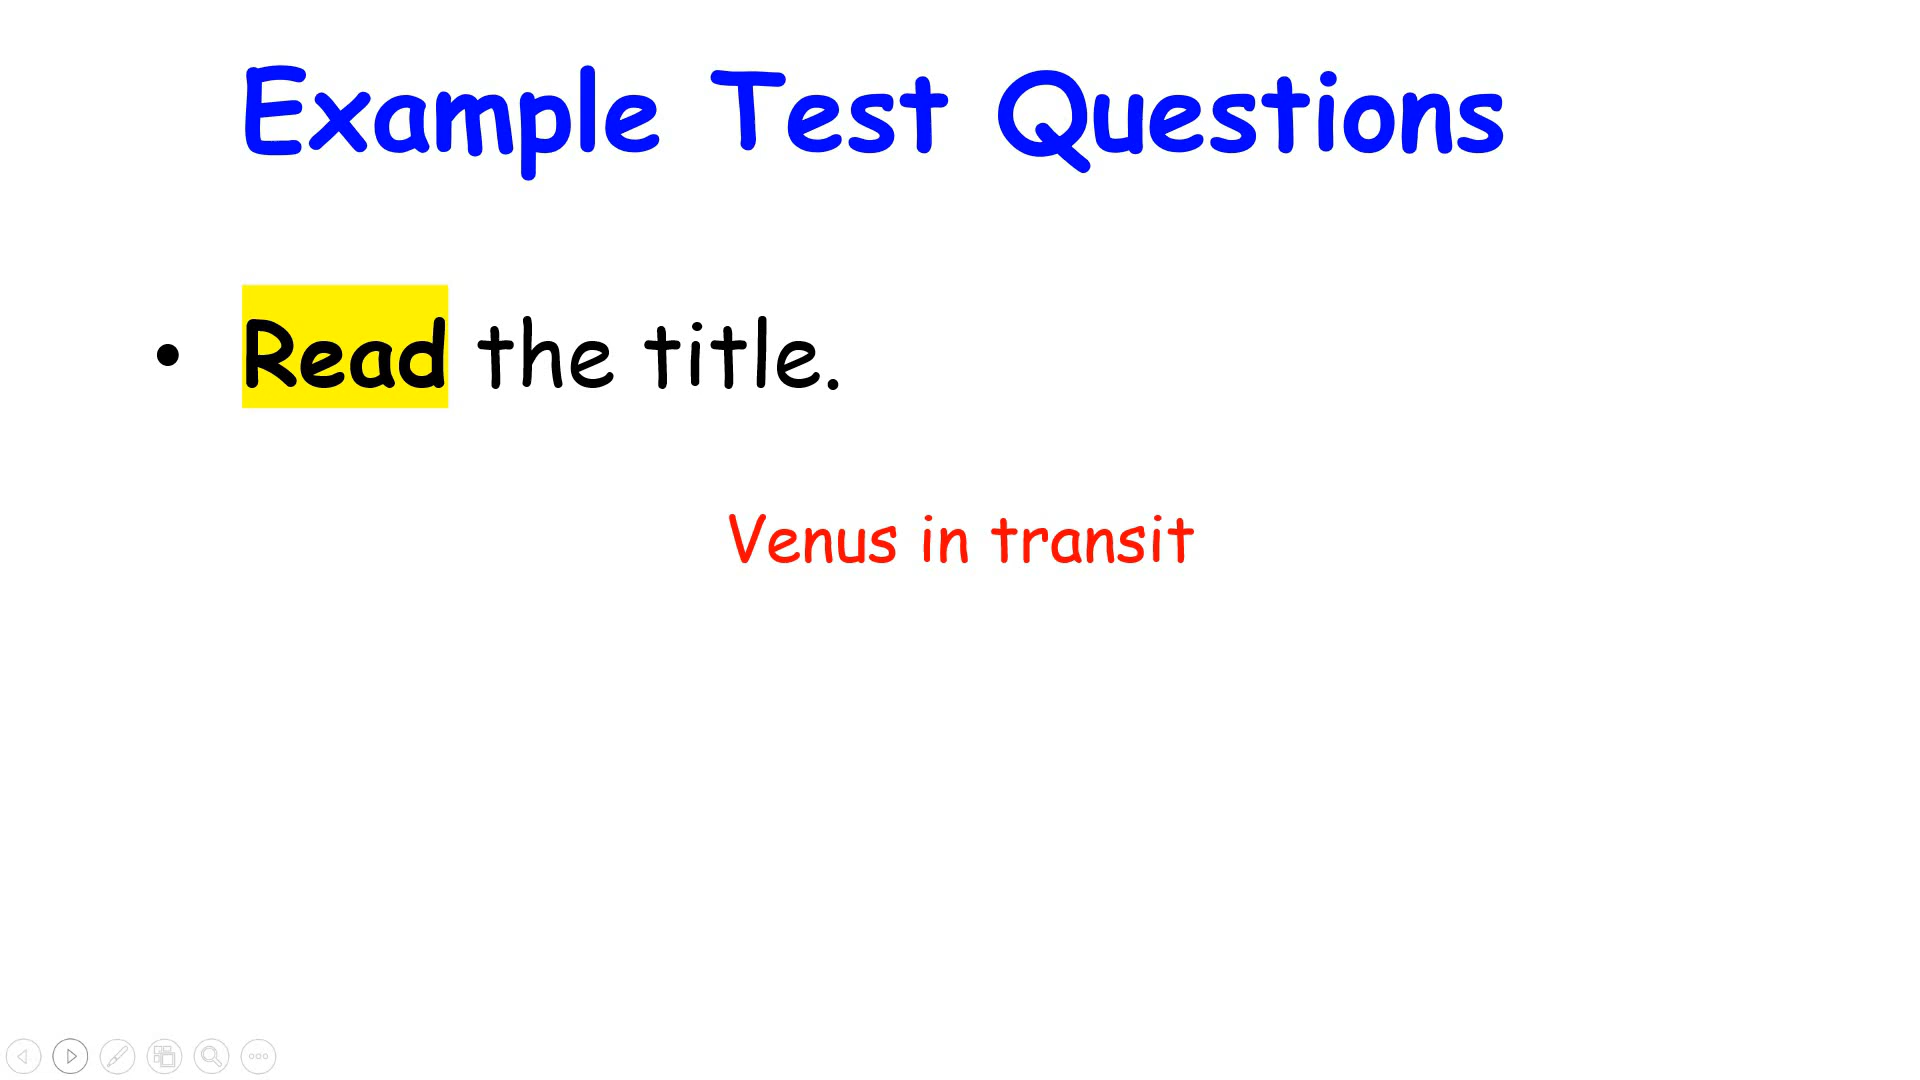 Example Test Questions
• Read the title.
Venus in transit